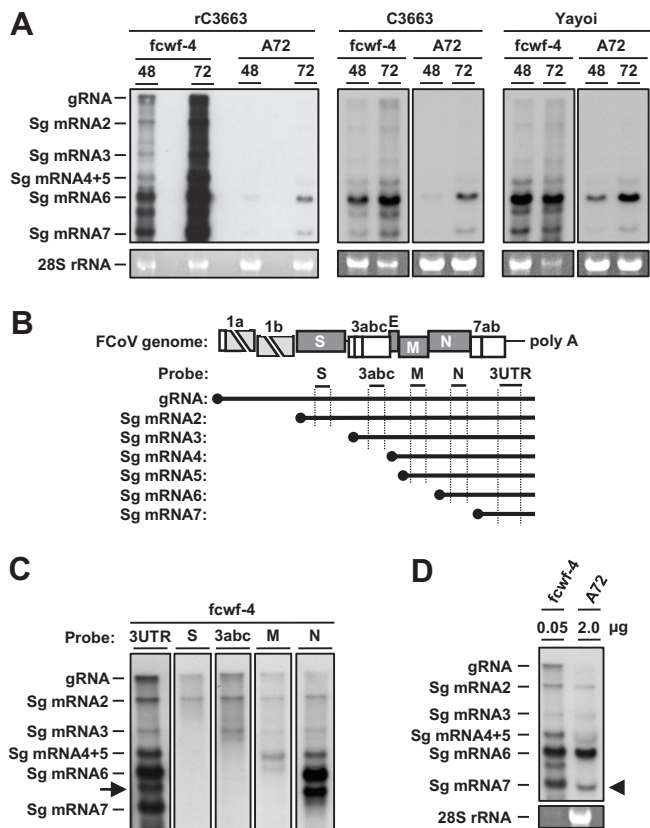 A
rC3663 C3663 Yayoi
fcwf-4 A72 fcwf-4 A72 fcwf-4 A72
48 72 48 72 48 72 48 72 48 72 48 72
gRNA
Sg mRNA2
Sg mRNA3
Sg mRNA4+5
Sg mRNA6
Sg mRNA7
28S rRNA
B
1a 1b S 3abc E M N 7ab
FCoV genome: poly A
Probe: S 3abc M N 3UTR
gRNA:
Sg mRNA2:
Sg mRNA3:
Sg mRNA4:
Sg mRNA5:
Sg mRNA6:
Sg mRNA7:
C
fcwf-4
Probe: 3UTR S 3abc M N
gRNA
Sg mRNA2
Sg mRNA3
Sg mRNA4+5
Sg mRNA6
Sg mRNA7
D
fcwf-4 A72
0.05 2.0 µg
gRNA
Sg mRNA2
Sg mRNA3
Sg mRNA4+5
Sg mRNA6
Sg mRNA7
28S rRNA